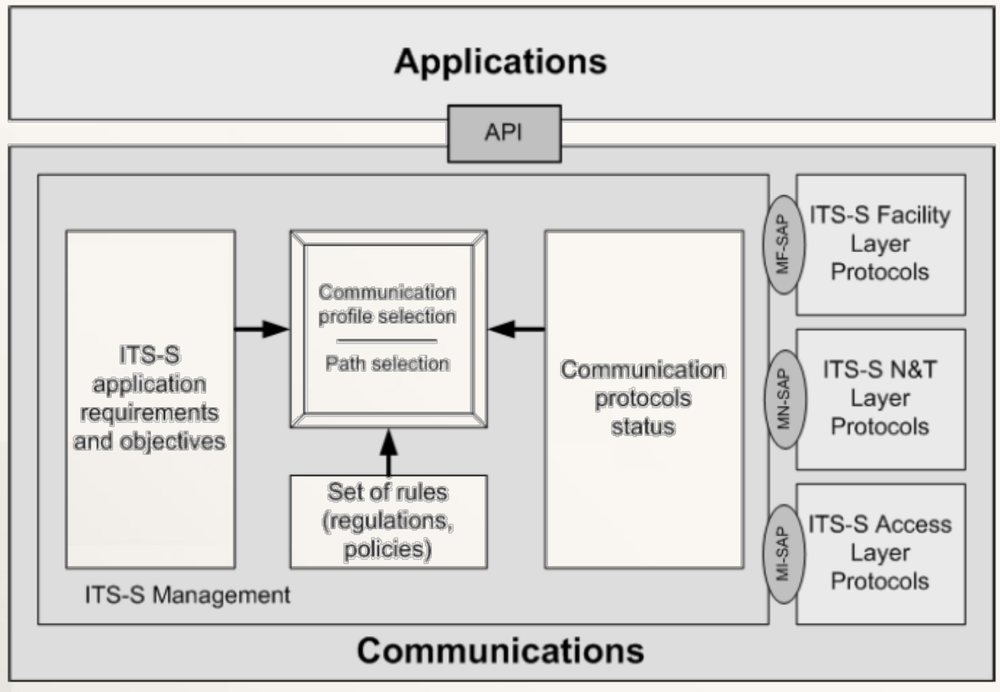 Applications
API
ITS-S
application
requirements
and objectives
Communication
profile selection
Path selection
Set of rules
(regulations,
policies)
Communication
protocols
status
ITS-S Management
MF-SAP
ITS-S Facility
Layer
Protocols
MN-SAP
ITS-S N&T
Layer
Protocols
MI-SAP
ITS-S Access
Layer
Protocols
Communications